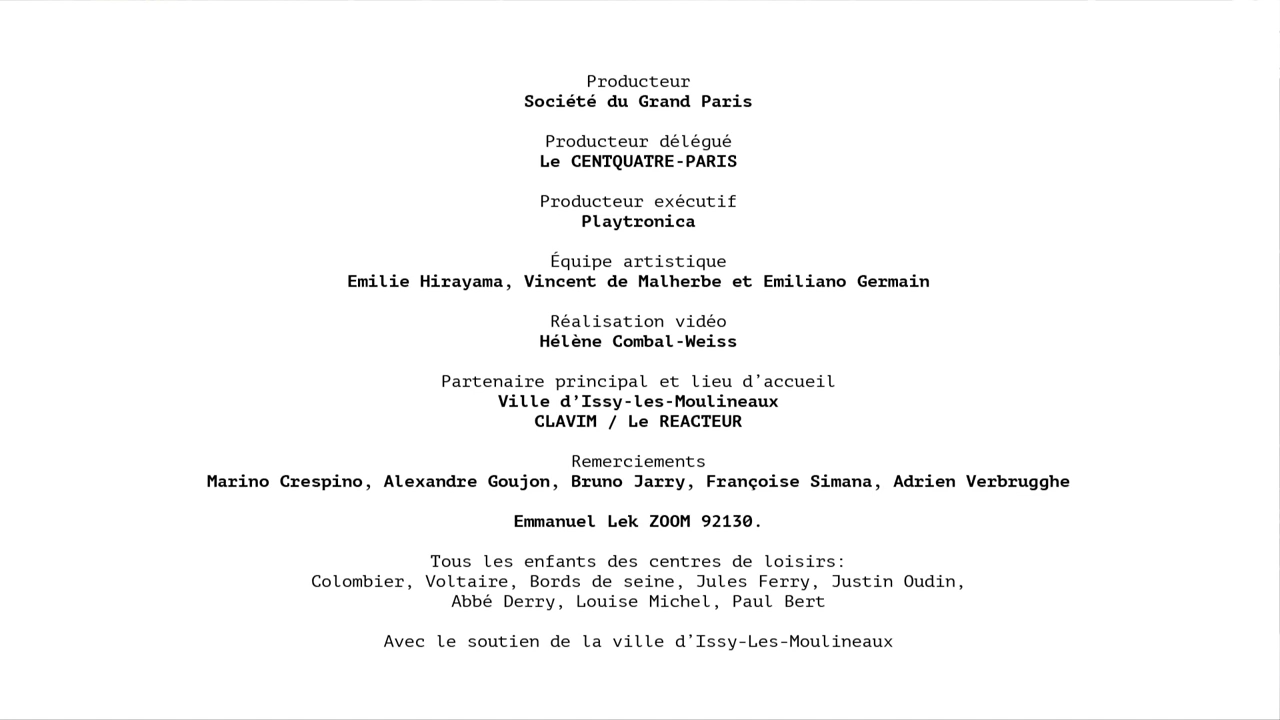 Producteur
Société du Grand Paris
Producteur délégué
Le CENTQUATRE-PARIS
Producteur exécutif
Playtronica
Équipe artistique
Emilie Hirayama, Vincent de Malherbe et Emiliano Germain
Réalisation vidéo
Hélène Combal-Weiss
Partenaire principal et lieu d’accueil
Ville d’Issy-les-Moulineaux
CLAVIM / Le REACTEUR
Remerciements
Marino Crespino, Alexandre Goujon, Bruno Jarry, Françoise Simana, Adrien Verbrugghe
Emmanuel Lek ZOOM 92130.
Tous les enfants des centres de loisirs:
Colombier, Voltaire, Bords de seine, Jules Ferry, Justin Oudin,
Abbé Derry, Louise Michel, Paul Bert
Avec le soutien de la ville d’Issy-Les-Moulineaux